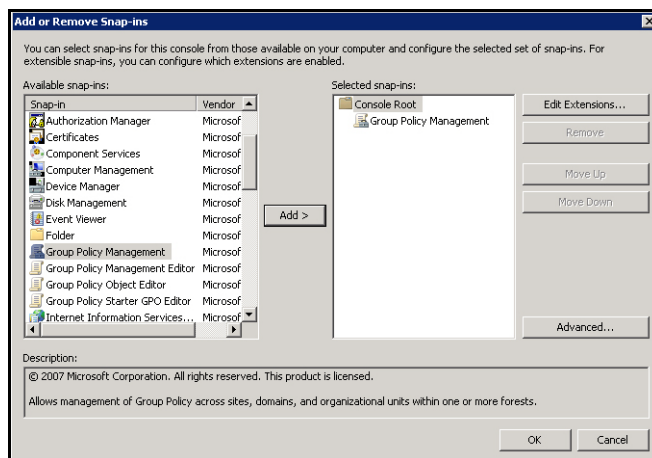 Add or Remove Snap-ins
You can select snap-ins for this console from those available on your computer and configure the selected set of snap-ins. For
extensible snap-ins, you can configure which extensions are enabled.
Available snap-ins:
Snap-in Vendor
Authorization Manager Microsof
Certificates Microsof
Component Services Microsof
Computer Management Microsof
Device Manager Microsof
Disk Management Microsof
Event Viewer Microsof
Folder Microsof
Group Policy Management Microsof
Group Policy Management Editor Microsof
Group Policy Object Editor Microsof
Group Policy Starter GPO Editor Microsof
Internet Information Services... Microsof
Add >
Selected snap-ins:
Console Root
Group Policy Management
Edit Extensions...
Remove
Move Up
Move Down
Advanced...
Description:
© 2007 Microsoft Corporation. All rights reserved. This product is licensed.
Allows management of Group Policy across sites, domains, and organizational units within one or more forests.
OK
Cancel